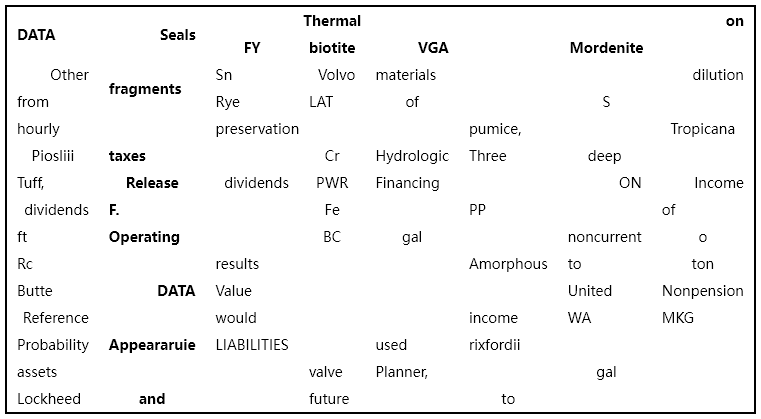 DATA Seals FY Thermal biotite VGA Mordenite on
Other fragments Sn Volvo materials dilution
from Rye LAT of S
hourly preservation pumice, Tropicana
Piosliii taxes Cr Hydrologic Three deep
Tuff, Release dividends PWR Financing ON Income
dividends F. Fe PP of
ft Operating BC gal noncurrent o
Rc results Amorphous to ton
Butte DATA Value United Nonpension
Reference would income WA MKG
Probability Appeararuie LIABILITIES used rixfordii
assets valve Planner, gal
Lockheed and future to